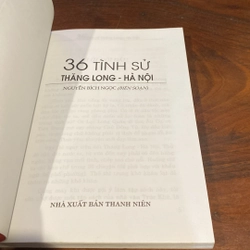 36 TÌNH SỬ
THĂNG LONG - HÀ NỘI
NGUYỄN BÍCH NGỌC (BIÊN SOẠN)
NHÀ XUẤT BẢN THANH NIÊN